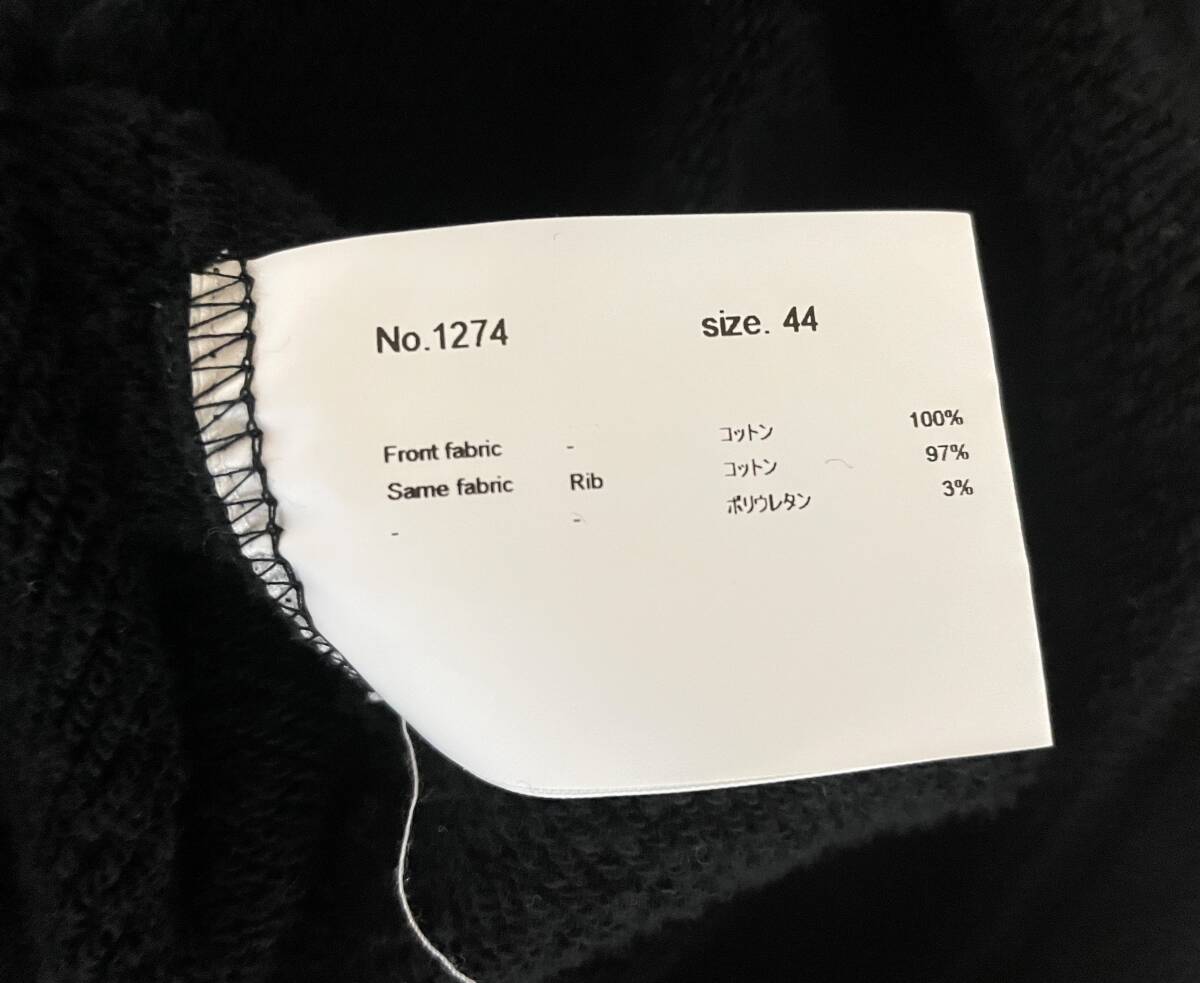 No.1274 size. 44
Front fabric - コットン 100%
Same fabric Rib コットン 97%
- - ポリウレタン 3%